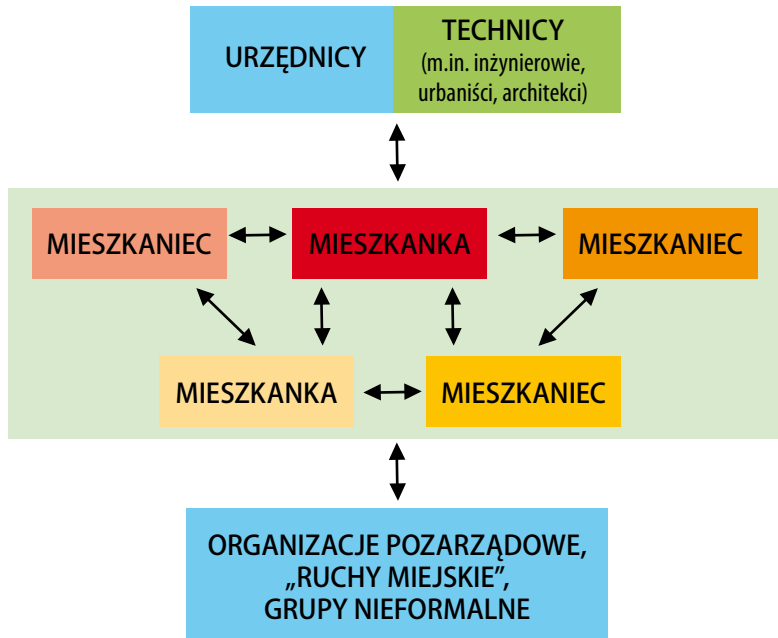 URZĘDNICY
TECHNICY
(m.in. inżynierowie,
urbaniści, architekci)
MIESZKANIEC
MIESZKANKA
MIESZKANIEC
MIESZKANKA
MIESZKANIEC
ORGANIZACJE POZARZĄDOWE,
„RUCHY MIEJSKIE”,
GRUPY NIEFORMALNE